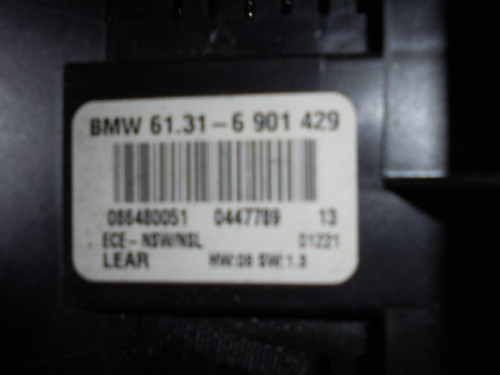 BMW 61.31-6 901 429
086480051 0447789 13
ECE-NSW/NSL 01221
LEAR HW:08 SW:1.3